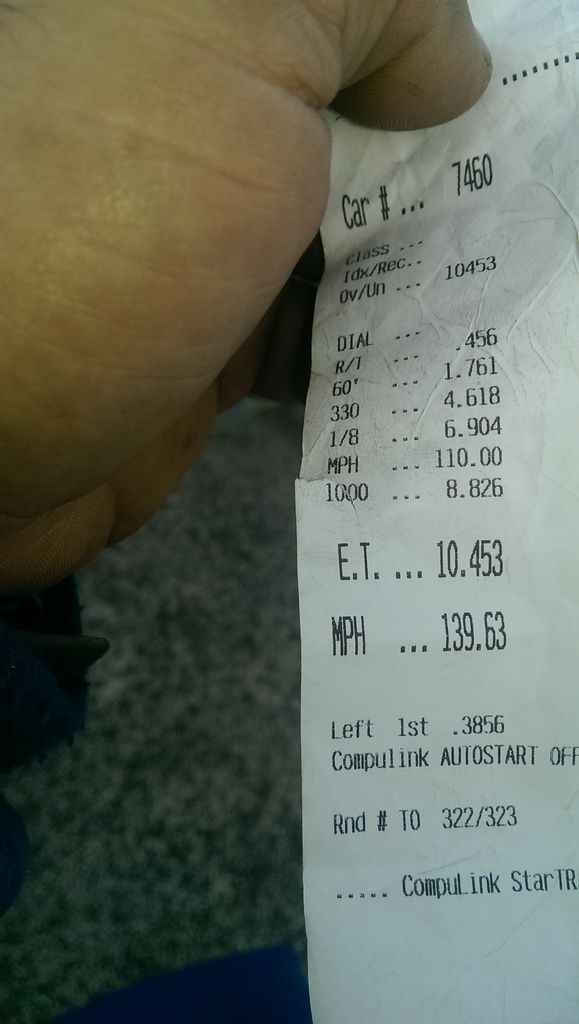 Car # ... 7460
Class ...
Idx/Rec..
Ov/Un ... 10453
DIAL ...
R/T ... .456
60' ... 1.761
330 ... 4.618
1/8 ... 6.904
MPH ... 110.00
1000 ... 8.826
E.T. ... 10.453
MPH ... 139.63
Left 1st .3856
Compulink AUTOSTART OFF
Rnd # TO 322/323
..... CompuLink StarTR